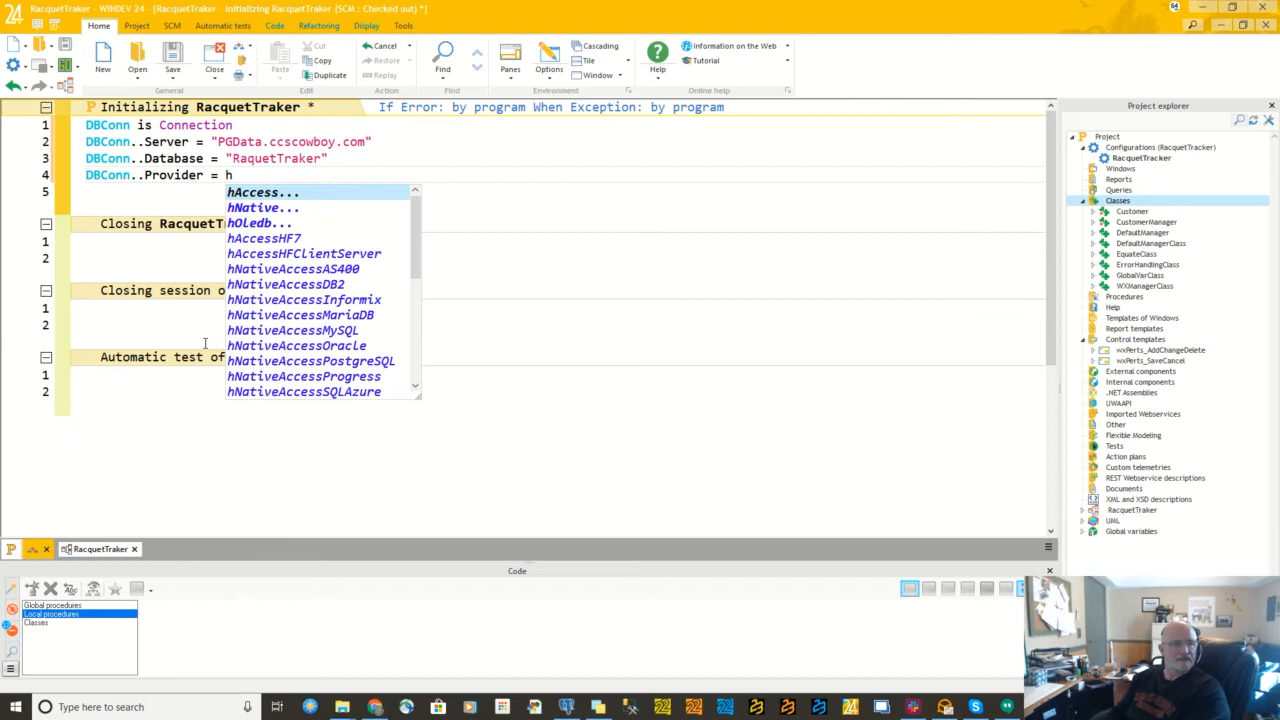 24
RacquetTraker - WINDEV 24 - [RacquetTraker - Initializing RacquetTraker (SCM : Checked out) *]
64
Home Project SCM Automatic tests Code Refactoring Display Tools
New Open Save Close
Paste Cut
Copy
Duplicate
Cancel
Restore
Replay
Find
Panes Options
Cascading
Tile
Window
Help
Information on the Web
Tutorial
General Edit Action Find Environment Online help
P Initializing RacquetTraker * If Error: by program When Exception: by program
1 DBConn is Connection
2 DBConn..Server = "PGData.ccscowboy.com"
3 DBConn..Database = "RaquetTraker"
4 DBConn..Provider = h
5
hAccess...
hNative...
hOledb...
hAccessHF7
hAccessHFClientServer
hNativeAccessAS400
hNativeAccessDB2
hNativeAccessInformix
hNativeAccessMariaDB
hNativeAccessMySQL
hNativeAccessOracle
hNativeAccessPostgreSQL
hNativeAccessProgress
hNativeAccessSQLAzure
Closing RacquetT
1
2
Closing session o
1
2
Automatic test of
1
2
Project explorer
Project
Configurations (RacquetTracker)
RacquetTracker
Windows
Reports
Queries
Classes
Customer
CustomerManager
DefaultManager
DefaultManagerClass
EquateClass
ErrorHandlingClass
GlobalVarClass
WXManagerClass
Procedures
Help
Templates of Windows
Report templates
Control templates
wxPerts_AddChangeDelete
wxPerts_SaveCancel
External components
Internal components
.NET Assemblies
UWAAPI
Imported Webservices
Other
Flexible Modeling
Tests
Action plans
Custom telemetries
REST Webservice descriptions
Documents
XML and XSD descriptions
RacquetTraker
UML
Global variables
P RacquetTraker
Code
Global procedures
Local procedures
Classes
Type here to search